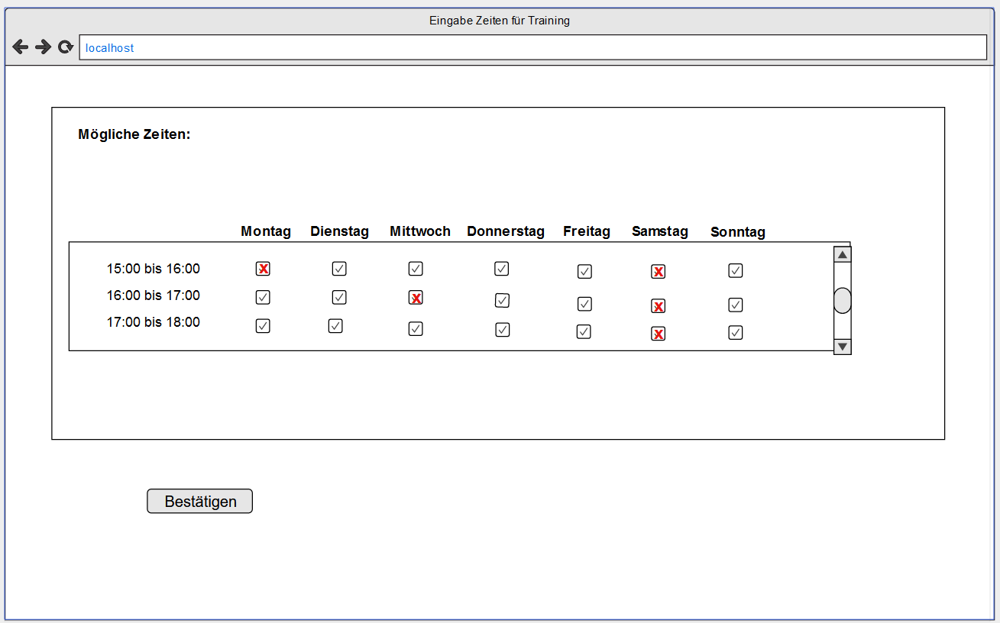 Eingabe Zeiten für Training
localhost
Mögliche Zeiten:
Montag Dienstag Mittwoch Donnerstag Freitag Samstag Sonntag
15:00 bis 16:00 X X
16:00 bis 17:00 X X
17:00 bis 18:00 X
Bestätigen